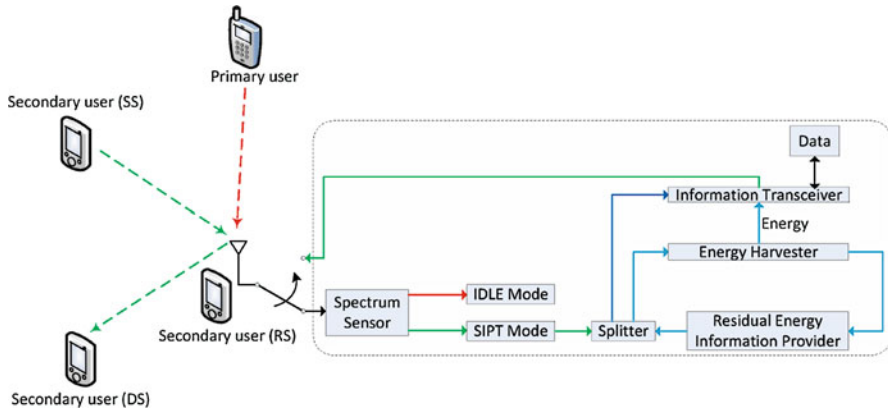 Primary user
Secondary user (SS)
Data
Information Transceiver
Energy
Energy Harvester
Secondary user (RS)
Spectrum
Sensor
IDLE Mode
SIPT Mode
Splitter
Residual Energy
Information Provider
Secondary user (DS)